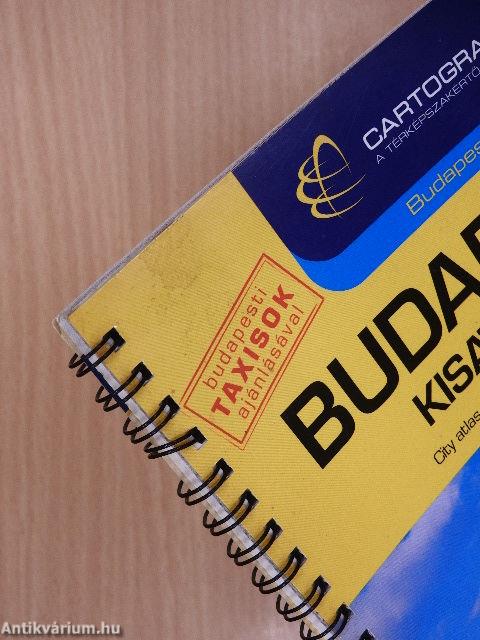 CARTOGRA
A TÉRKÉPSZAKÉRTŐ
Budapes
budapesti
TAXISOK
ajánlásával
BUDAP
KISA
City atlas
Antikvárium.hu